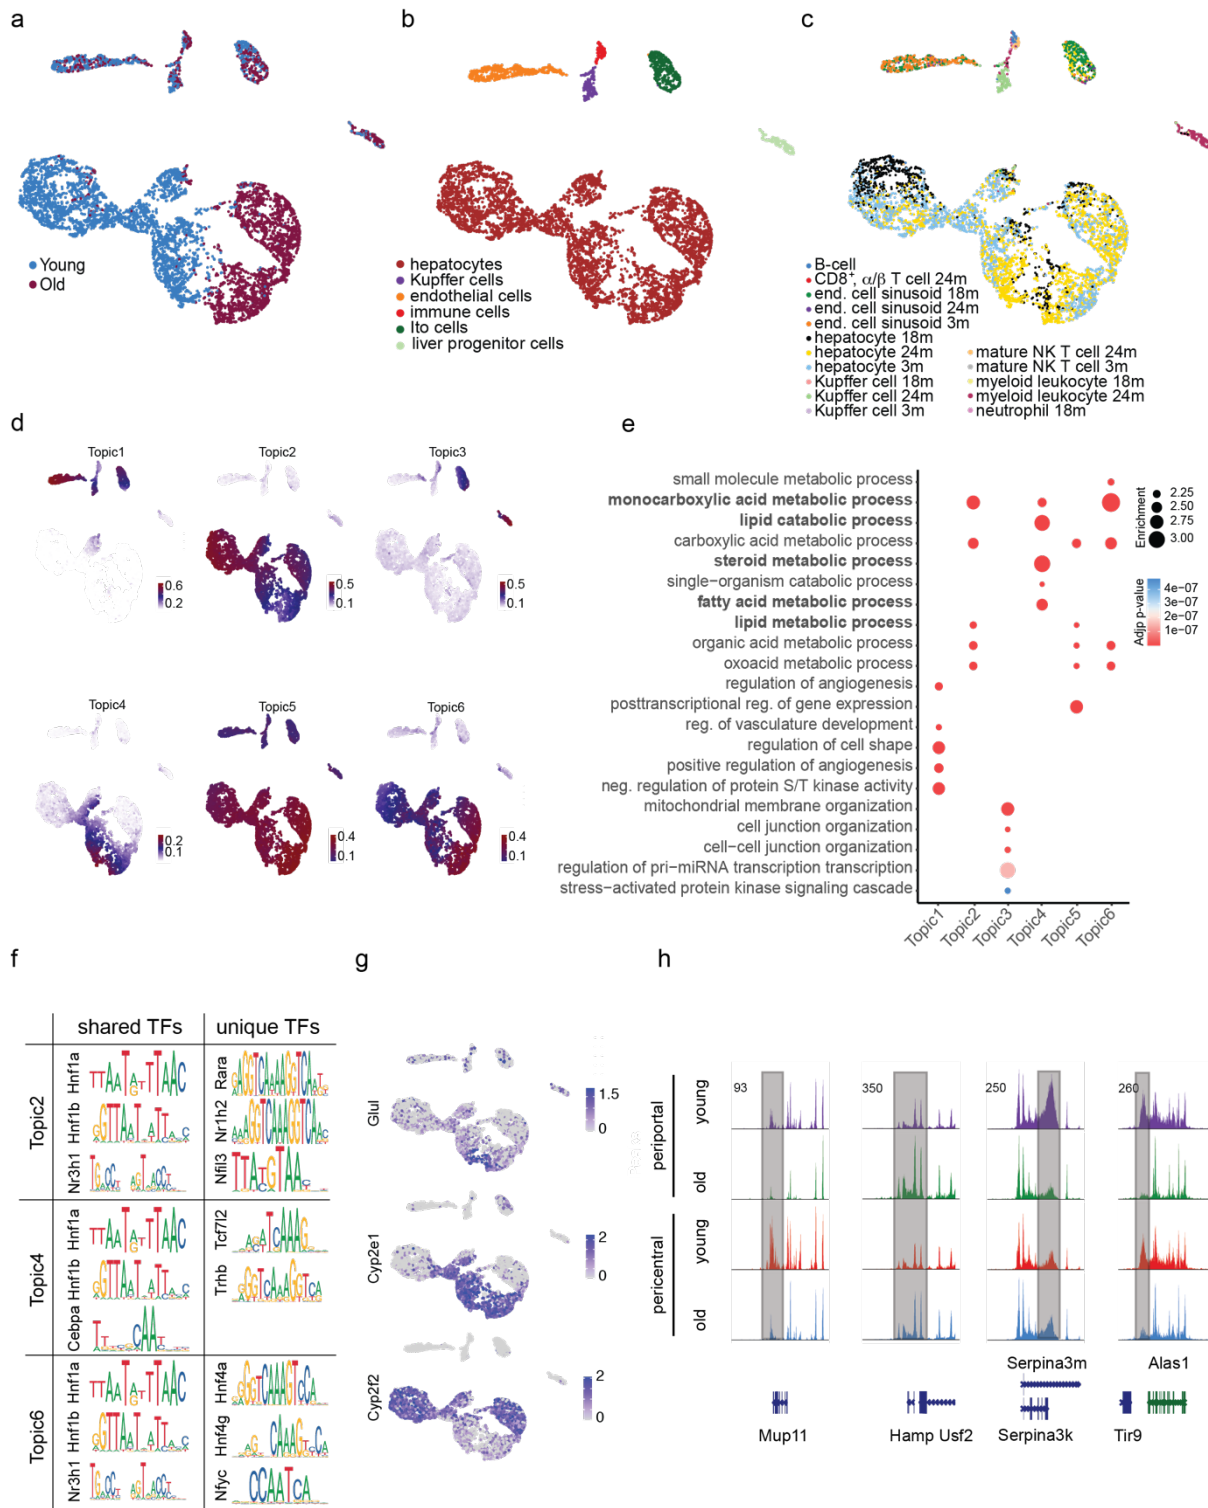 a
b
c
Young
Old
hepatocytes
Kupffer cells
endothelial cells
immune cells
Ito cells
liver progenitor cells
B-cell
CD8+, α/β T cell 24m
end. cell sinusoid 18m
end. cell sinusoid 24m
end. cell sinusoid 3m
hepatocyte 18m
hepatocyte 24m
hepatocyte 3m
Kupffer cell 18m
Kupffer cell 24m
Kupffer cell 3m
mature NK T cell 24m
mature NK T cell 3m
myeloid leukocyte 18m
myeloid leukocyte 24m
neutrophil 18m
d
Topic1
Topic2
Topic3
0.6
0.2
0.5
0.1
0.5
0.1
Topic4
Topic5
Topic6
0.2
0.1
0.4
0.1
0.4
0.1
e
small molecule metabolic process
monocarboxylic acid metabolic process
lipid catabolic process
carboxylic acid metabolic process
steroid metabolic process
single-organism catabolic process
fatty acid metabolic process
lipid metabolic process
organic acid metabolic process
oxoacid metabolic process
regulation of angiogenesis
posttranscriptional reg. of gene expression
reg. of vasculature development
regulation of cell shape
positive regulation of angiogenesis
neg. regulation of protein S/T kinase activity
mitochondrial membrane organization
cell junction organization
cell-cell junction organization
regulation of pri-miRNA transcription transcription
stress-activated protein kinase signaling cascade
Topic1
Topic2
Topic3
Topic4
Topic5
Topic6
Enrichment
2.25
2.50
2.75
3.00
Adjp p-value
4e-07
3e-07
2e-07
1e-07
f
shared TFs
unique TFs
Topic2
Hnf1a
Rara
Hnf1b
Nr1h2
Nr3h1
Nfil3
Topic4
Hnf1a
Tcf7l2
Hnf1b
Trhb
Cebpa
Topic6
Hnf1a
Hnf4a
Hnf1b
Hnf4g
Nr3h1
Nfyc
g
Glul
1.5
0
Cyp2e1
2
0
Cyp2f2
2
0
h
periportal
young
old
pericentral
young
old
93
350
250
260
Serpina3m
Alas1
Mup11
Hamp Usf2
Serpina3k
Tlr9